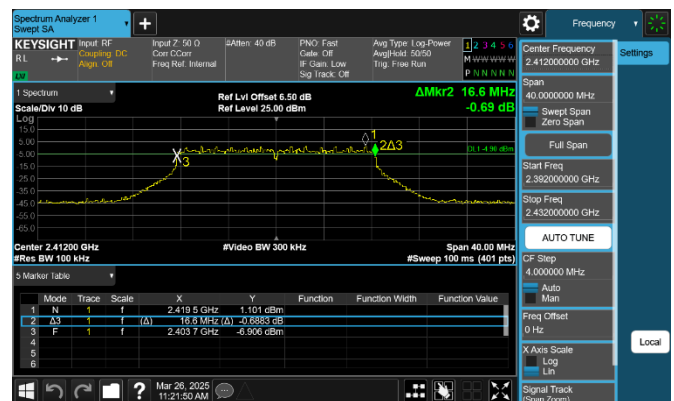 Spectrum Analyzer 1
Swept SA
Frequency
KEYSIGHT Input: RF Input Z: 50 Ω #Atten: 40 dB PNO: Fast Avg Type: Log-Power 1 2 3 4 5 6
R L Coupling: DC Corr CCorr Gate: Off Avg|Hold: 50/50 M W W W W W
Align: Off Freq Ref: Internal IF Gain: Low Trig: Free Run
Sig Track: Off P N N N N N
LV
1 Spectrum
Scale/Div 10 dB
Ref Lvl Offset 6.50 dB
Ref Level 25.00 dBm
ΔMkr2 16.6 MHz
-0.69 dB
Log
15.0
5.00
-5.00
-15.0
-25.0
-35.0
-45.0
-55.0
-65.0
1
2Δ3
3
Center 2.41200 GHz #Video BW 300 kHz Span 40.00 MHz
#Res BW 100 kHz #Sweep 100 ms (401 pts)
5 Marker Table
Mode Trace Scale X Y Function Function Width Function Value
1 N 1 f 2.419 5 GHz 1.101 dBm
2 Δ3 1 f (Δ) 16.6 MHz (Δ) -0.6883 dB
3 F 1 f 2.403 7 GHz -6.906 dBm
4
5
6
Mar 26, 2025
11:21:50 AM
?
Center Frequency
2.412000000 GHz
Settings
Span
40.0000000 MHz
Swept Span
Zero Span
Full Span
Start Freq
2.392000000 GHz
Stop Freq
2.432000000 GHz
AUTO TUNE
CF Step
4.000000 MHz
Auto
Man
Freq Offset
0 Hz
X Axis Scale
Log
Lin
Local
Signal Track
(Span Zoom)